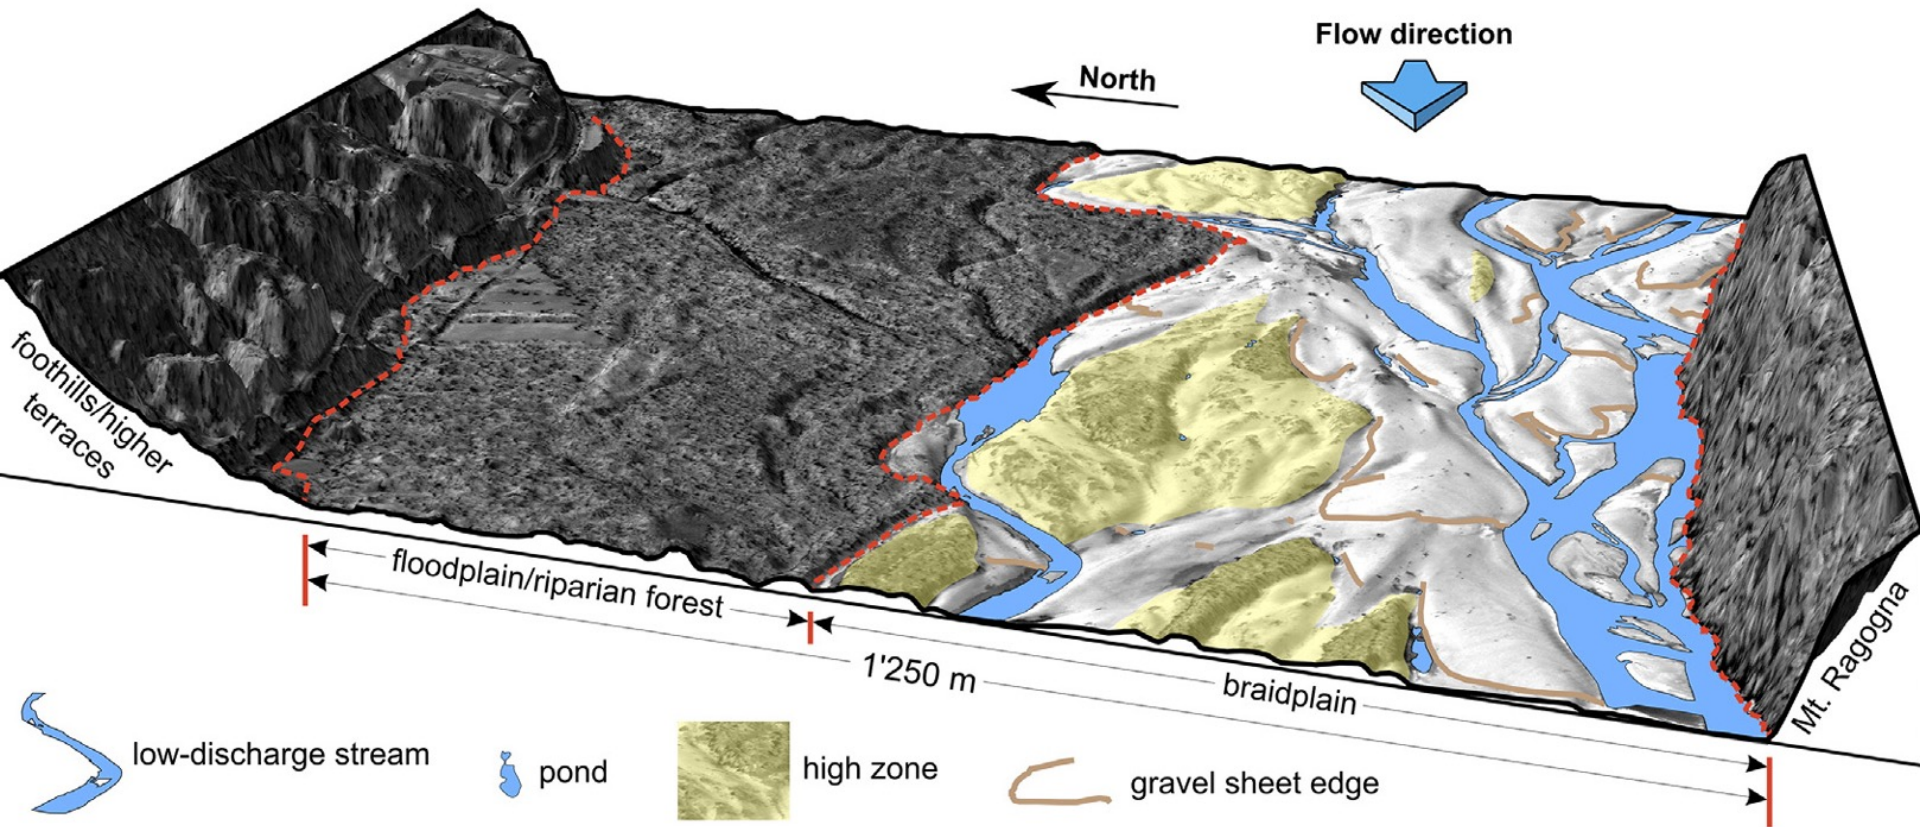 Flow direction
North
foothills/higher
terraces
floodplain/riparian forest
1'250 m
braidplain
Mt. Ragogna
low-discharge stream
pond
high zone
gravel sheet edge